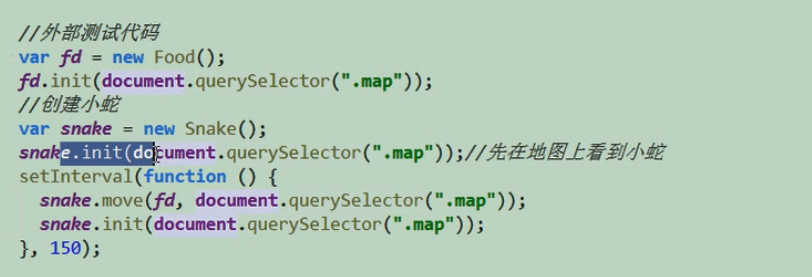 //外部测试代码
var fd = new Food();
fd.init(document.querySelector(".map"));
//创建小蛇
var snake = new Snake();
snake.init(document.querySelector(".map"));//先在地图上看到小蛇
setInterval(function () {
snake.move(fd, document.querySelector(".map"));
snake.init(document.querySelector(".map"));
}, 150);